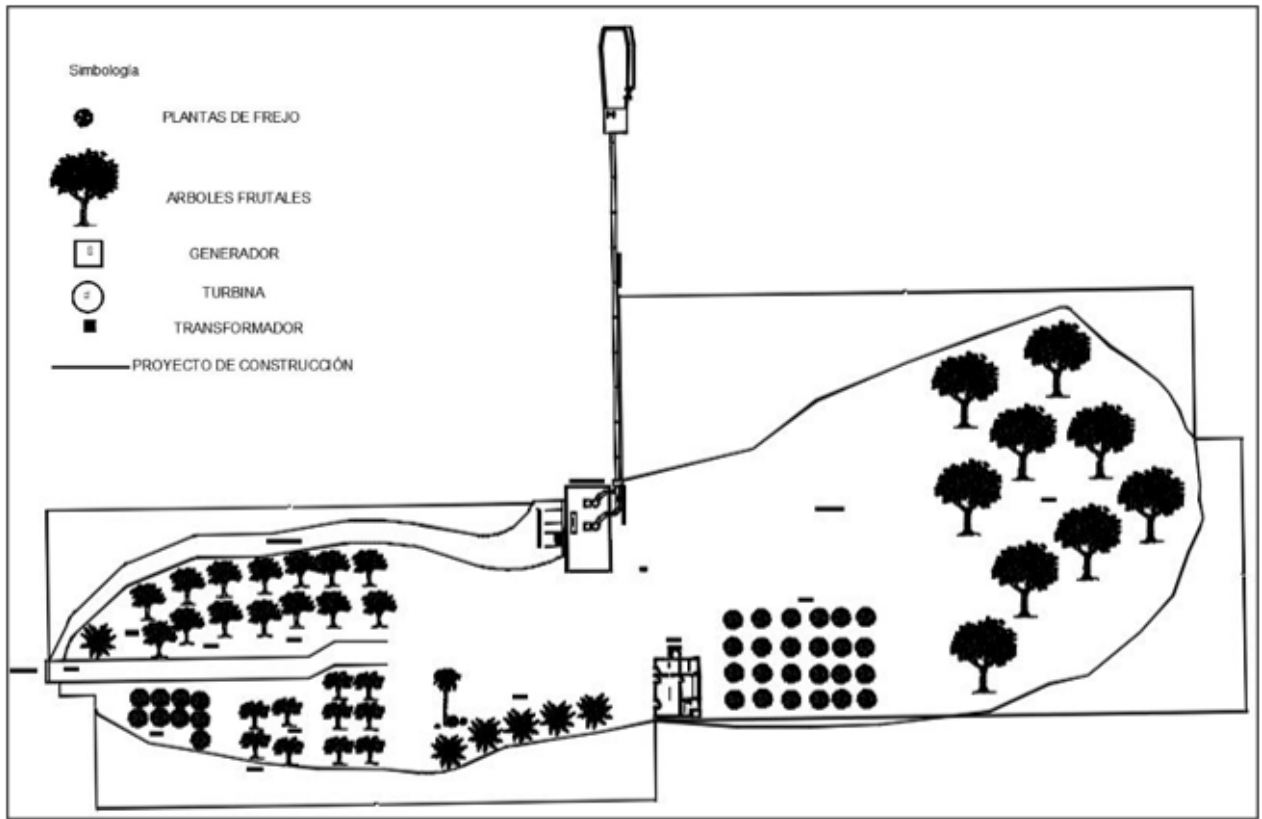 Simbología
PLANTAS DE FREJO
ARBOLES FRUTALES
GENERADOR
TURBINA
TRANSFORMADOR
PROYECTO DE CONSTRUCCIÓN